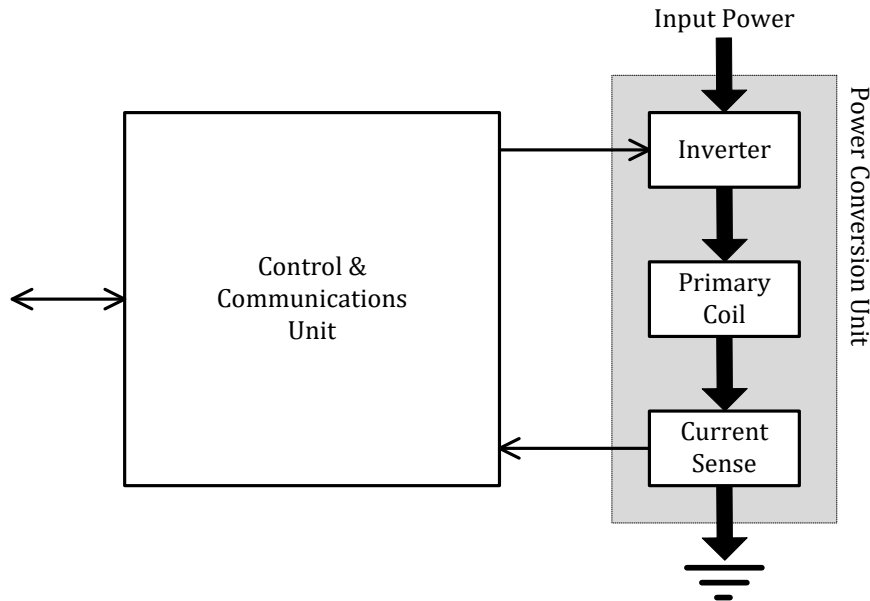 Input Power
Inverter
Control &
Communications
Unit
Primary
Coil
Current
Sense
Power Conversion Unit